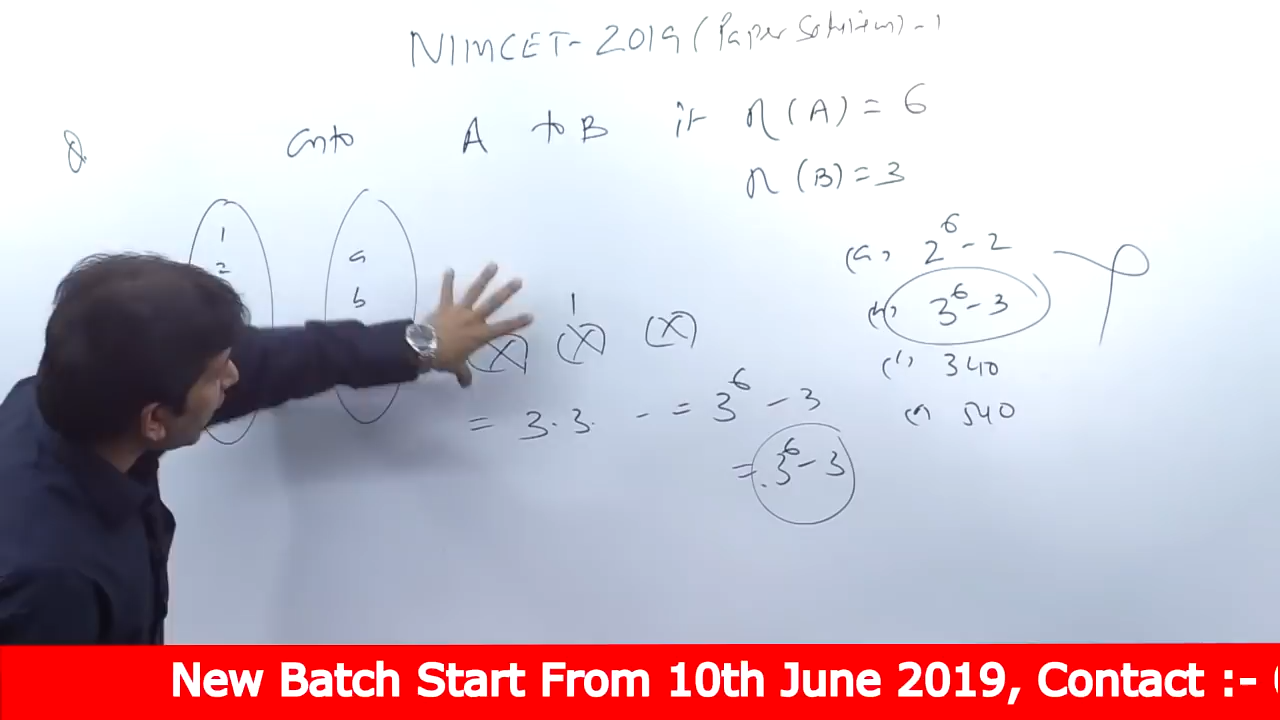 NIMCET-2019 (Paper Solution)-1
Q onto A to B if n(A) = 6
n(B) = 3
1 a
2 b
(a) 2^6 - 2
(b) 3^6 - 3
(c) 340
(d) 540
1
(X) (X) (X)
= 3.3. - = 3^6 - 3
= 3^6 - 3
New Batch Start From 10th June 2019, Contact :-